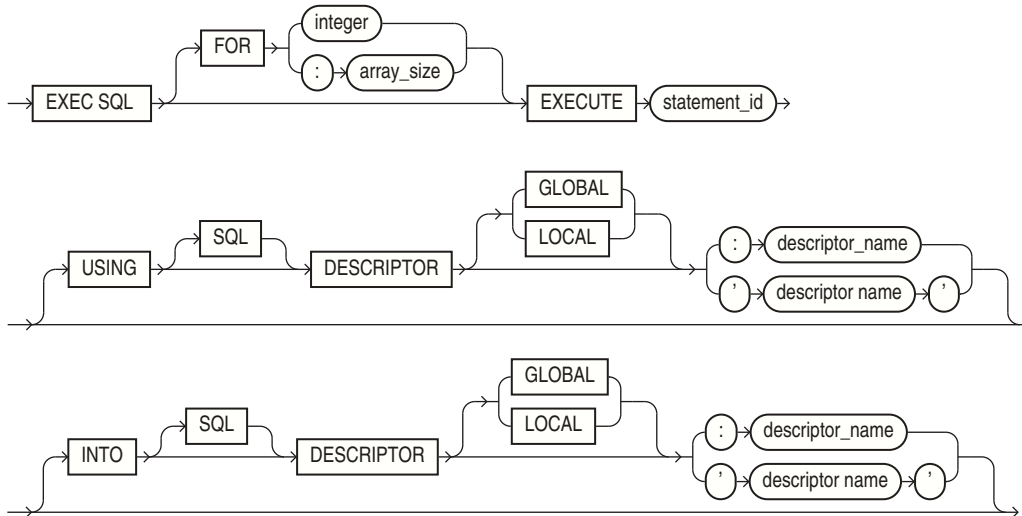 integer
FOR
: array_size
EXEC SQL EXECUTE statement_id
GLOBAL
SQL LOCAL : descriptor_name
USING DESCRIPTOR ' descriptor name '
GLOBAL
SQL LOCAL : descriptor_name
INTO DESCRIPTOR ' descriptor name '